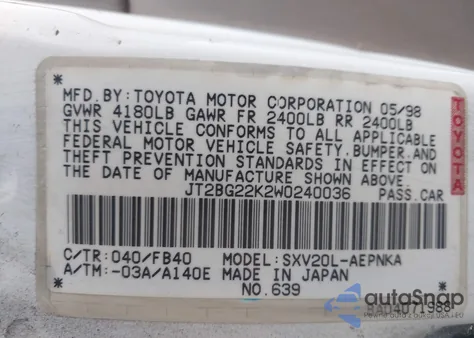 MFD.BY:TOYOTA MOTOR CORPORATION 05/98
GVWR 4180LB GAWR FR 2400LB RR 2400LB
THIS VEHICLE CONFORMS TO ALL APPLICABLE
FEDERAL MOTOR VEHICLE SAFETY,BUMPER,AND
THEFT PREVENTION STANDARDS IN EFFECT ON
THE DATE OF MANUFACTURE SHOWN ABOVE.
JT2BG22K2W0240036 PASS.CAR
TOYOTA
C/TR:040/FB40 MODEL:SXV20L-AEPNKA
A/TM:-03A/A140E MADE IN JAPAN
NO.639
autoSnap